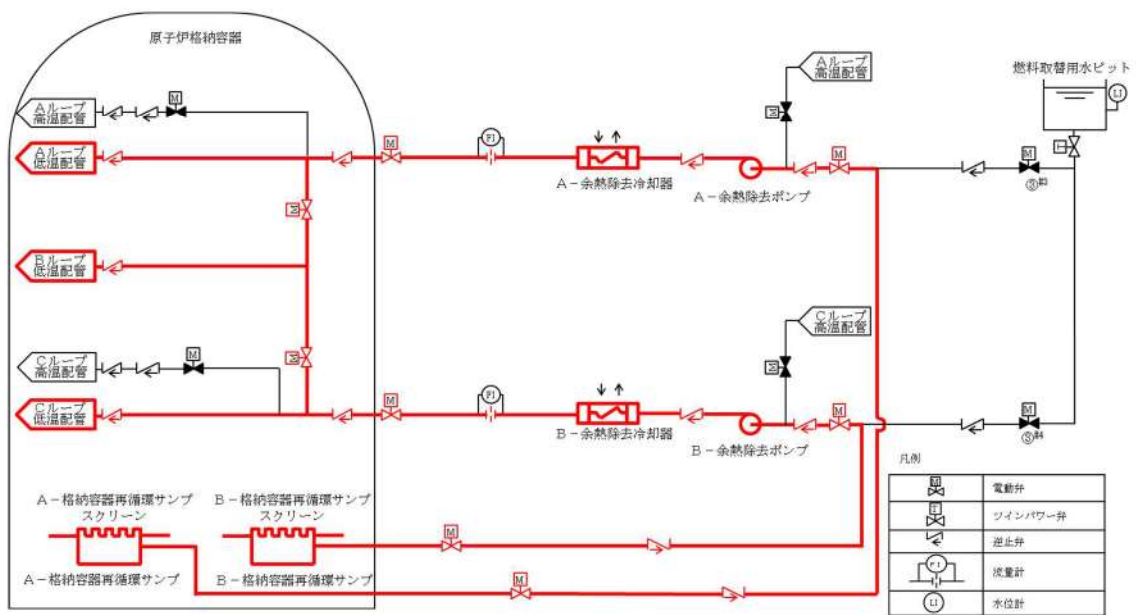 原子炉格納容器
Aループ
高温配管
M
Aループ
低温配管
M
FI
A－余熱除去冷却器
M
Aループ
高温配管
M
A－余熱除去ポンプ
M
燃料取替用水ピット
LI
T
M
Bループ
低温配管
M
Cループ
高温配管
M
Cループ
低温配管
M
FI
B－余熱除去冷却器
M
Cループ
高温配管
M
B－余熱除去ポンプ
M
Ⓢ
M
Ⓢ
A－格納容器再循環サンプ
スクリーン
B－格納容器再循環サンプ
スクリーン
A－格納容器再循環サンプ
B－格納容器再循環サンプ
M
M
凡例
M
電動弁
T
ツインパワー弁
逆止弁
FI
流量計
LI
水位計